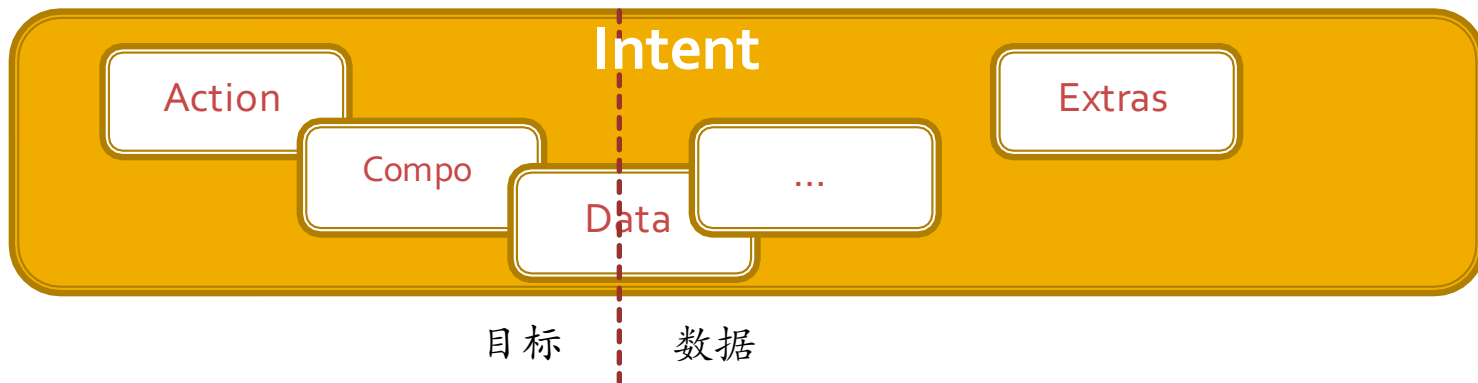 Intent
Action
Extras
Compo
...
Data
目标
数据